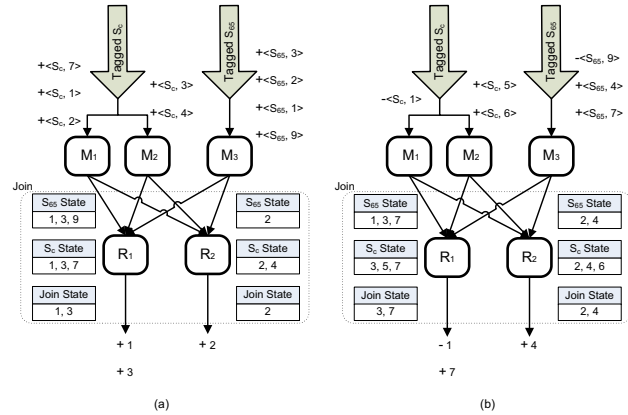 Tagged Sc
Tagged S65
+<Sc, 7>
+<Sc, 1>
+<Sc, 2>
+<Sc, 3>
+<Sc, 4>
+<S65, 3>
+<S65, 2>
+<S65, 1>
+<S65, 9>
M1
M2
M3
Join
S65 State
1, 3, 9
Sc State
1, 3, 7
Join State
1, 3
R1
R2
S65 State
2
Sc State
2, 4
Join State
2
+ 1
+ 3
+ 2
(a)
Tagged Sc
Tagged S65
-<Sc, 1>
+<Sc, 5>
+<Sc, 6>
-<S65, 9>
+<S65, 4>
+<S65, 7>
M1
M2
M3
Join
S65 State
1, 3, 7
Sc State
3, 5, 7
Join State
3, 7
R1
R2
S65 State
2, 4
Sc State
2, 4, 6
Join State
2, 4
- 1
+ 7
+ 4
(b)